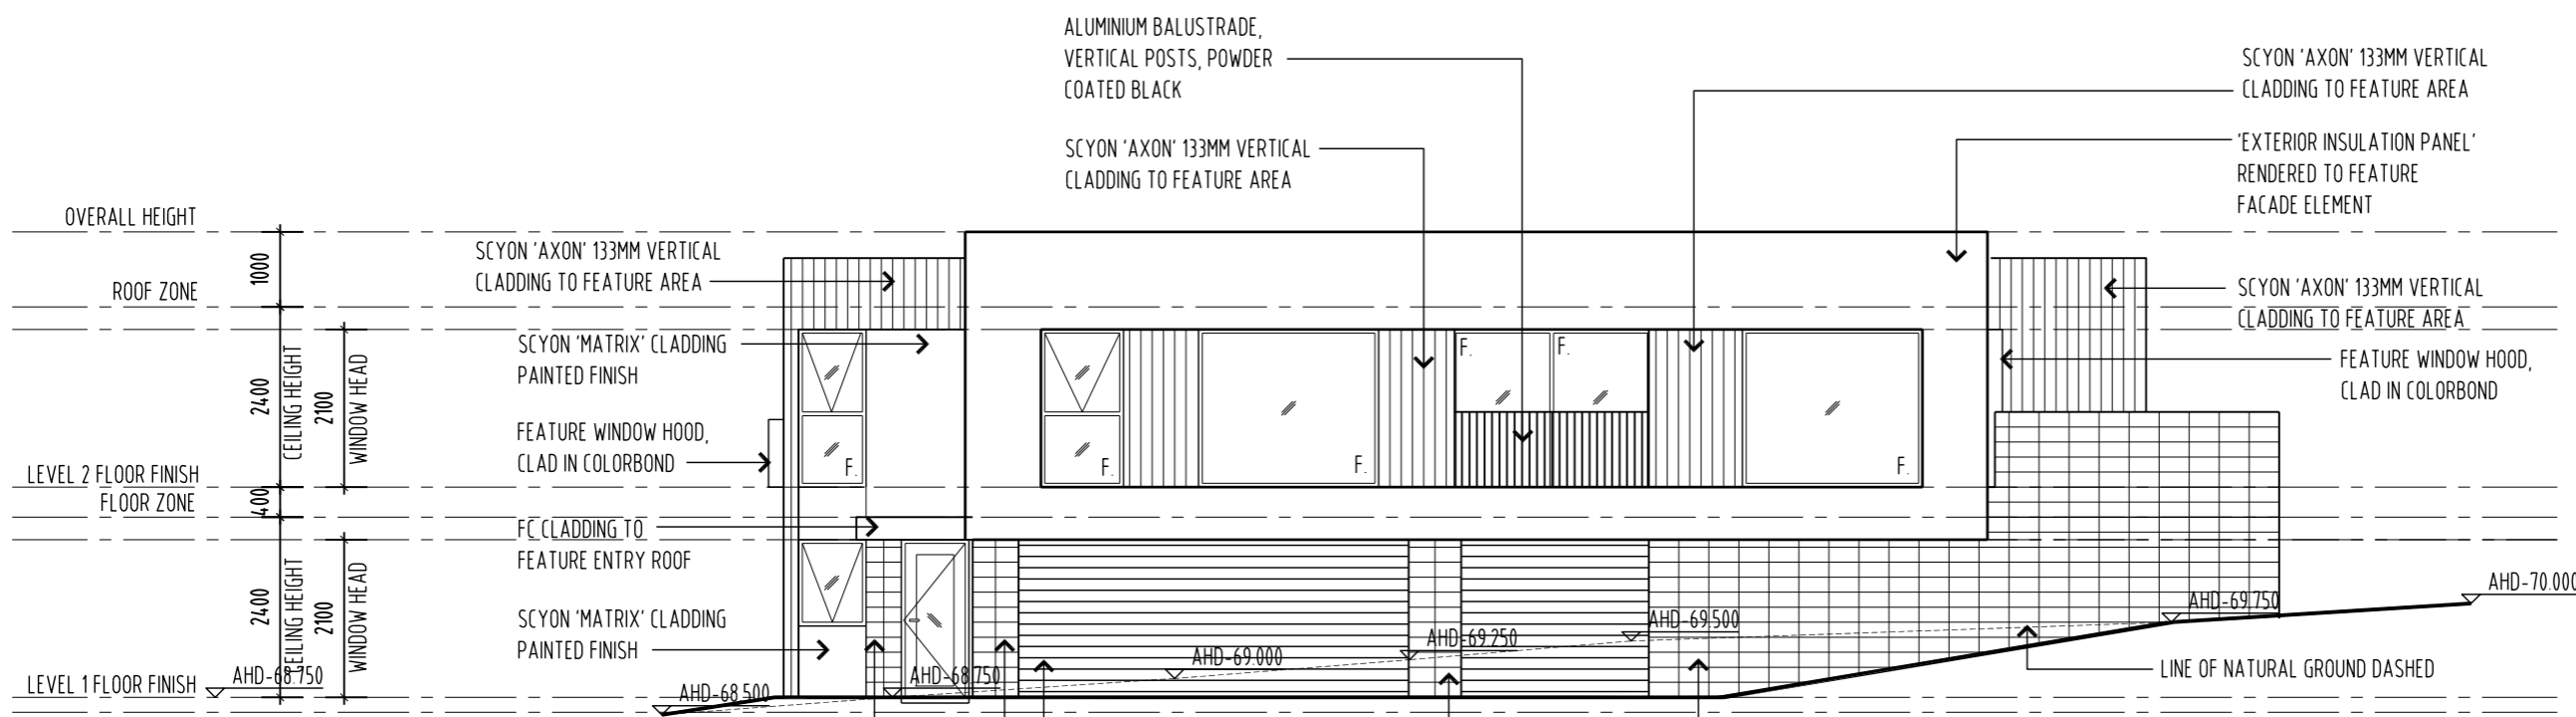 ALUMINIUM BALUSTRADE,
VERTICAL POSTS, POWDER
COATED BLACK
SCYON 'AXON' 133MM VERTICAL
CLADDING TO FEATURE AREA
SCYON 'AXON' 133MM VERTICAL
CLADDING TO FEATURE AREA
'EXTERIOR INSULATION PANEL'
RENDERED TO FEATURE
FACADE ELEMENT
OVERALL HEIGHT
1000
ROOF ZONE
SCYON 'AXON' 133MM VERTICAL
CLADDING TO FEATURE AREA
SCYON 'AXON' 133MM VERTICAL
CLADDING TO FEATURE AREA
SCYON 'MATRIX' CLADDING
PAINTED FINISH
FEATURE WINDOW HOOD,
CLAD IN COLORBOND
2400
CEILING HEIGHT
2100
WINDOW HEAD
FEATURE WINDOW HOOD,
CLAD IN COLORBOND
F.
F.
F.
F.
F.
F.
LEVEL 2 FLOOR FINISH
FLOOR ZONE
400
FC CLADDING TO
FEATURE ENTRY ROOF
2400
CEILING HEIGHT
2100
WINDOW HEAD
SCYON 'MATRIX' CLADDING
PAINTED FINISH
LEVEL 1 FLOOR FINISH
AHD-68.750
AHD-68.500
AHD-68.750
AHD-69.000
AHD-69.250
AHD-69.500
AHD-69.750
AHD-70.000
LINE OF NATURAL GROUND DASHED